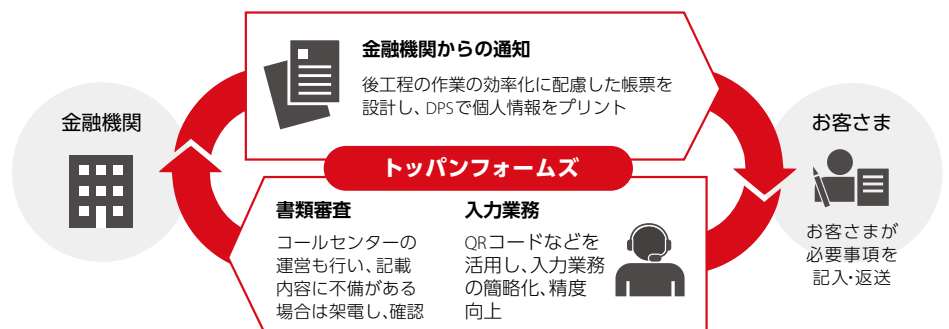 金融機関からの通知
後工程の作業の効率化に配慮した帳票を
設計し、DPSで個人情報をプリント
金融機関
お客さま
トッパンフォームズ
書類審査
コールセンターの
運営も行い、記載
内容に不備がある
場合は架電し、確認
入力業務
QRコードなどを
活用し、入力業務
の簡略化、精度
向上
お客さまが
必要事項を
記入・返送